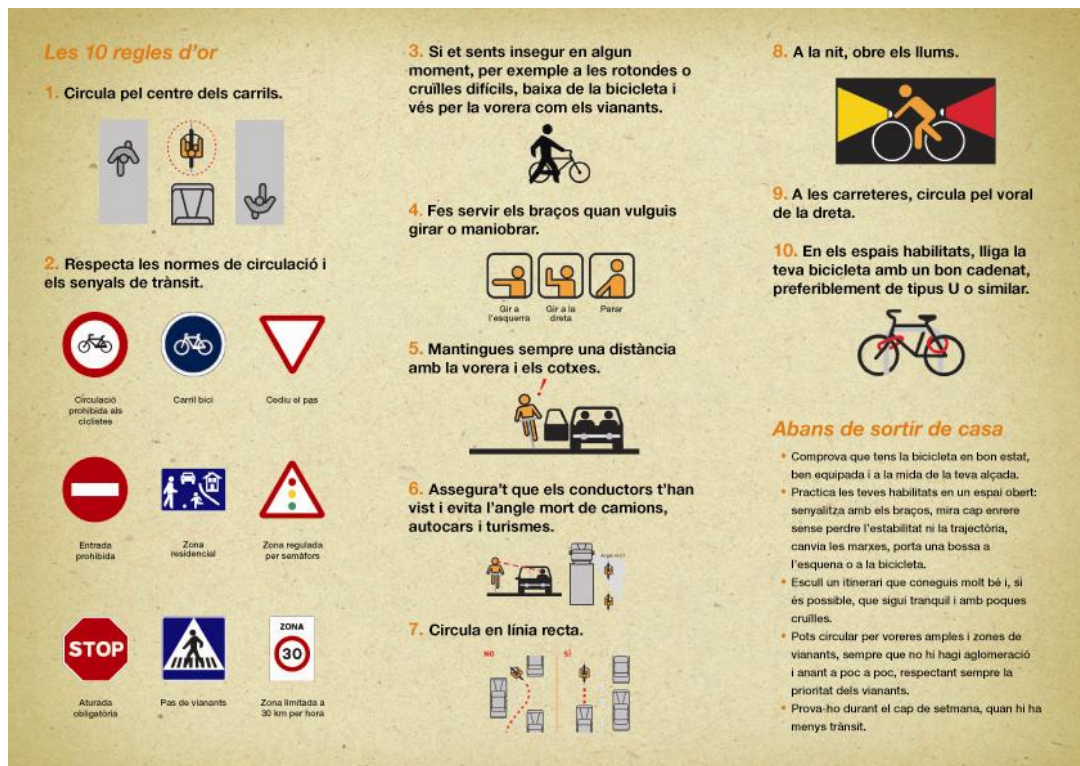 Les 10 regles d'or
1. Circula pel centre dels carrils.
2. Respecta les normes de circulació i
els senyals de trànsit.
Circulació
prohibida als
ciclistes
Carril bici
Cediu el pas
Entrada
prohibida
Zona
residencial
Zona regulada
per semàfors
STOP
ZONA
30
Aturada
obligatòria
Pas de vianants
Zona limitada a
30 km per hora
3. Si et sents insegur en algun
moment, per exemple a les rotondes o
cruïlles difícils, baixa de la bicicleta i
vés per la vorera com els vianants.
4. Fes servir els braços quan vulguis
girar o maniobrar.
Gir a
l'esquerra
Gir a la
dreta
Parar
5. Mantingues sempre una distància
amb la vorera i els cotxes.
!
6. Assegura't que els conductors t'han
vist i evita l'angle mort de camions,
autocars i turismes.
Angle mort
7. Circula en línia recta.
NO
SÍ
8. A la nit, obre els llums.
9. A les carreteres, circula pel voral
de la dreta.
10. En els espais habilitats, lliga la
teva bicicleta amb un bon cadenat,
preferiblement de tipus U o similar.
Abans de sortir de casa
• Comprova que tens la bicicleta en bon estat,
ben equipada i a la mida de la teva alçada.
• Practica les teves habilitats en un espai obert:
senyalitza amb els braços, mira cap enrere
sense perdre l'estabilitat ni la trajectòria,
canvia les marxes, porta una bossa a
l'esquena o a la bicicleta.
• Escull un itinerari que coneguis molt bé i, si
és possible, que sigui tranquil i amb poques
cruïlles.
• Pots circular per voreres amples i zones de
vianants, sempre que no hi hagi aglomeració
i anant a poc a poc, respectant sempre la
prioritat dels vianants.
• Prova-ho durant el cap de setmana, quan hi ha
menys trànsit.